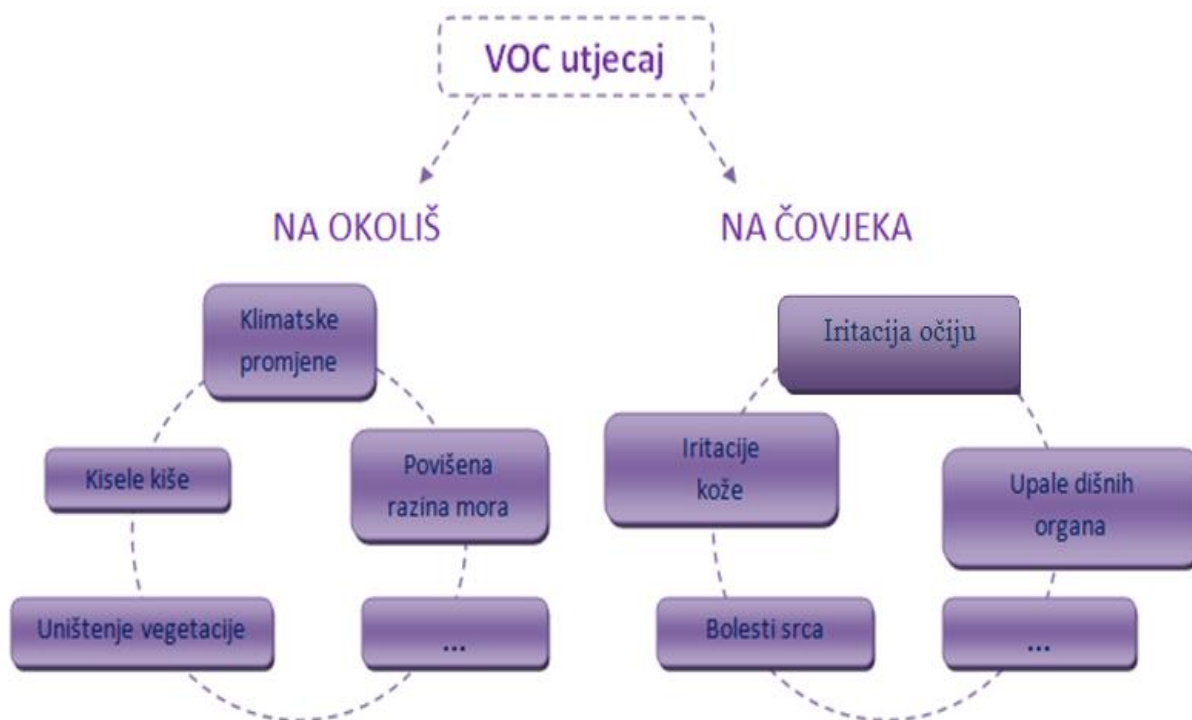 VOC utjecaj
NA OKOLIŠ
Klimatske
promjene
Kisele kiše
Povišena
razina mora
Uništenje vegetacije
...
NA ČOVJEKA
Iritacija očiju
Iritacije
kože
Upale dišnih
organa
Bolesti srca
...